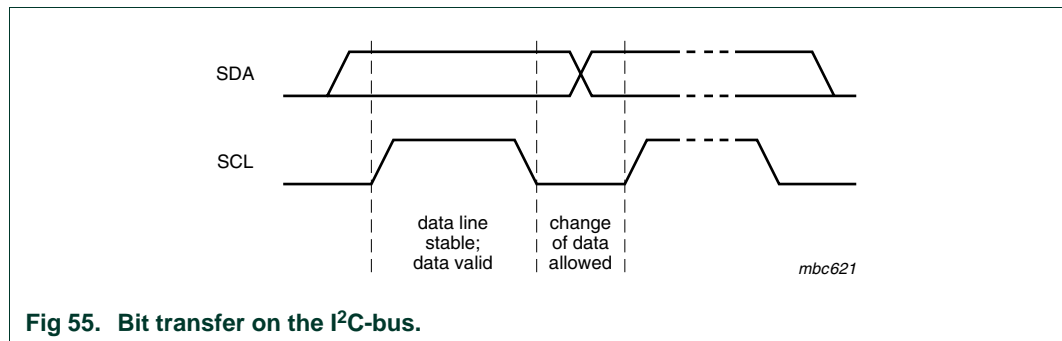 SDA
SCL
data line
stable;
data valid
change
of data
allowed
mbc621
Fig 55. Bit transfer on the I²C-bus.